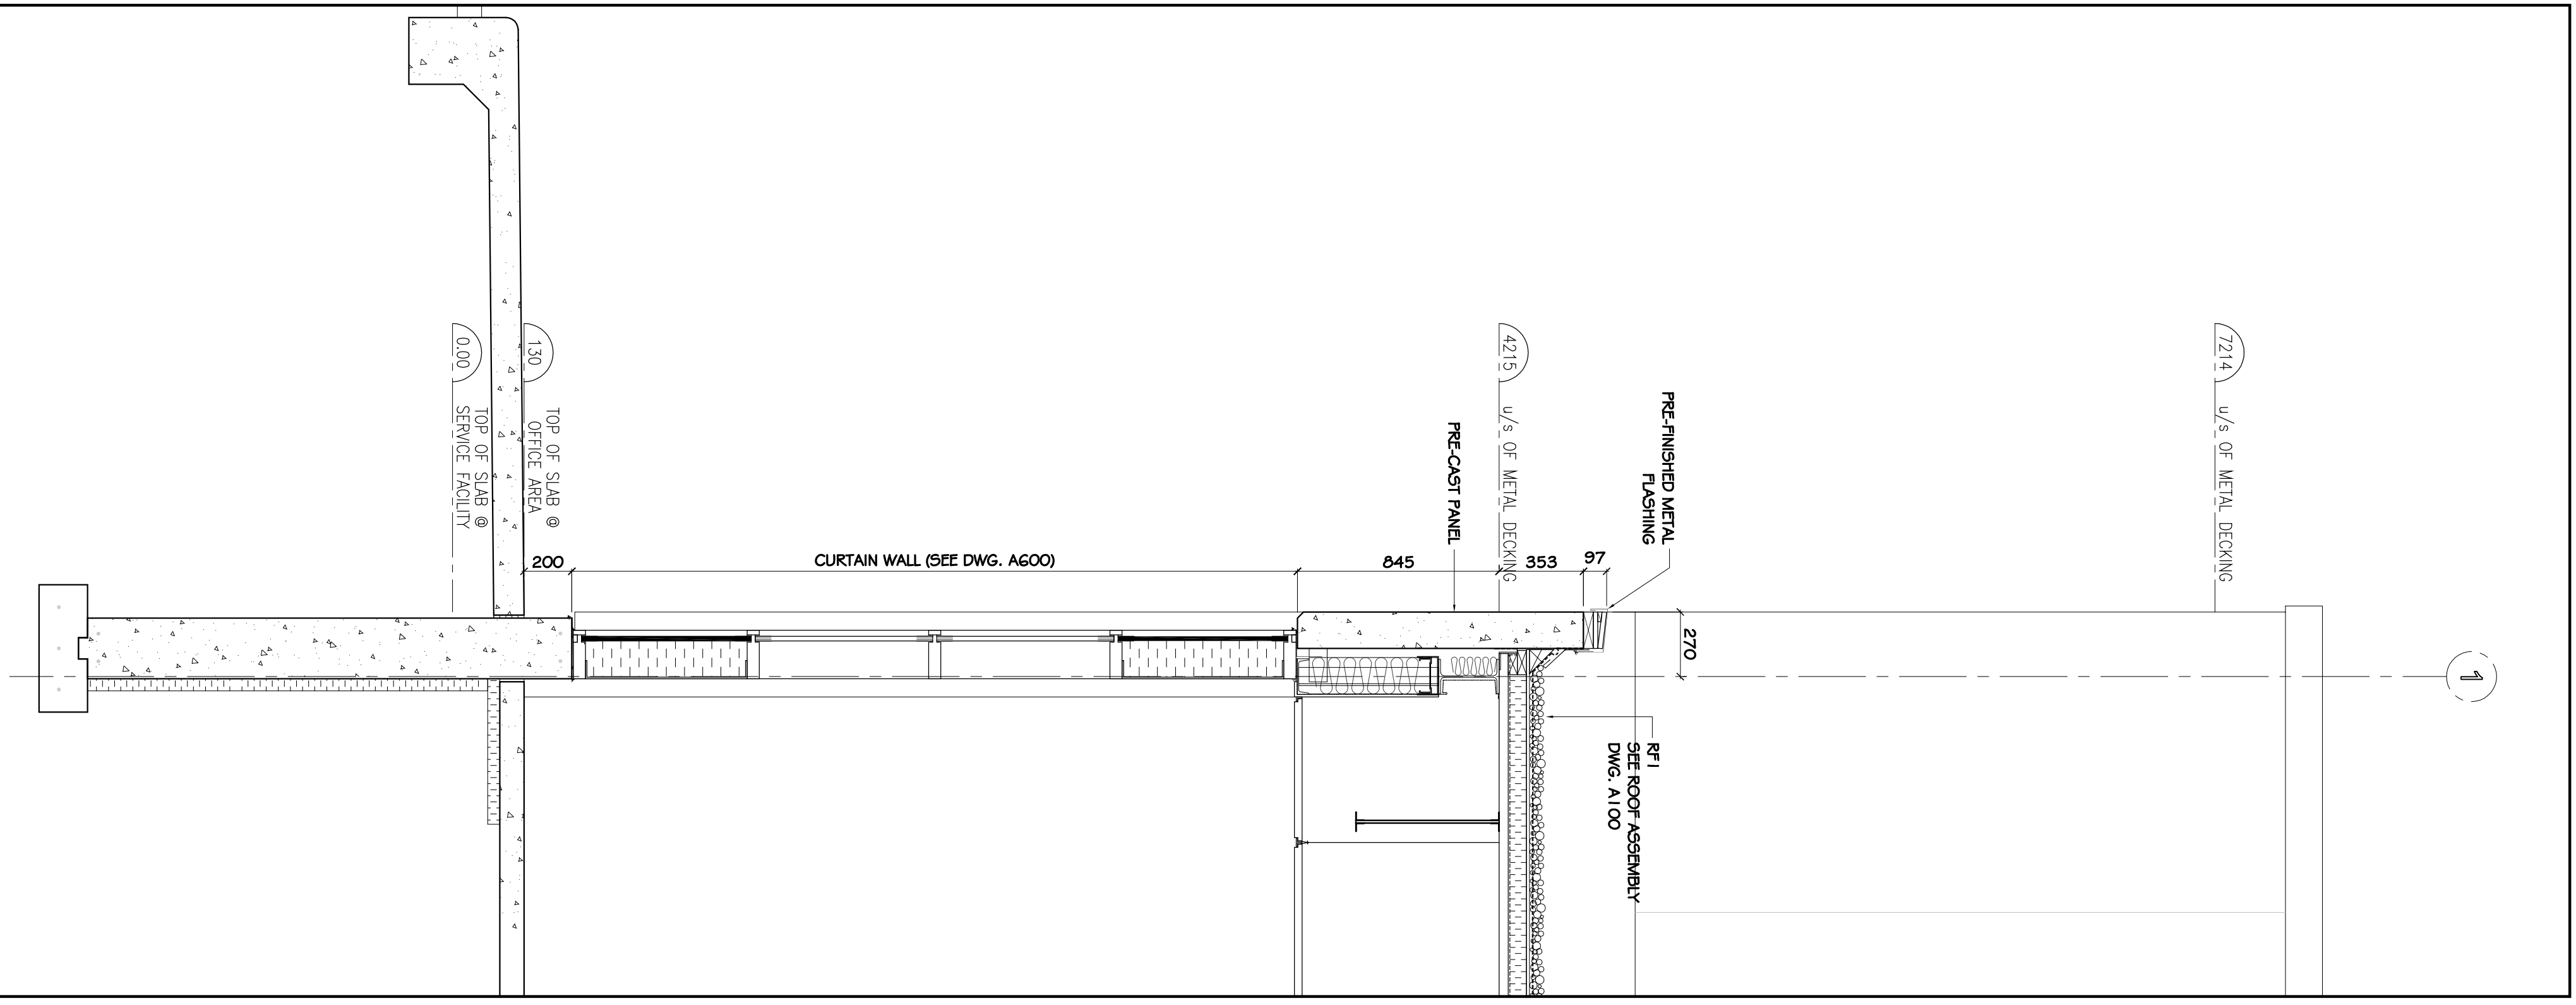 1
7214
u/s OF METAL DECKING
PRE-FINISHED METAL
FLASHING
270
RF1
SEE ROOF ASSEMBLY
DWG. A100
97
353
4215
u/s OF METAL DECKING
PRE-CAST PANEL
845
CURTAIN WALL (SEE DWG. A600)
200
130
TOP OF SLAB @
OFFICE AREA
0.00
TOP OF SLAB @
SERVICE FACILITY